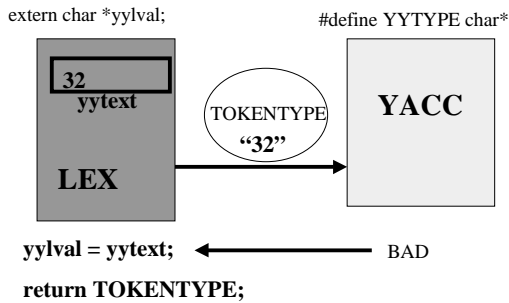 extern char *yylval;
#define YYTYPE char*
32
yytext
TOKENTYPE
“32”
YACC
LEX
yylval = yytext;
BAD
return TOKENTYPE;